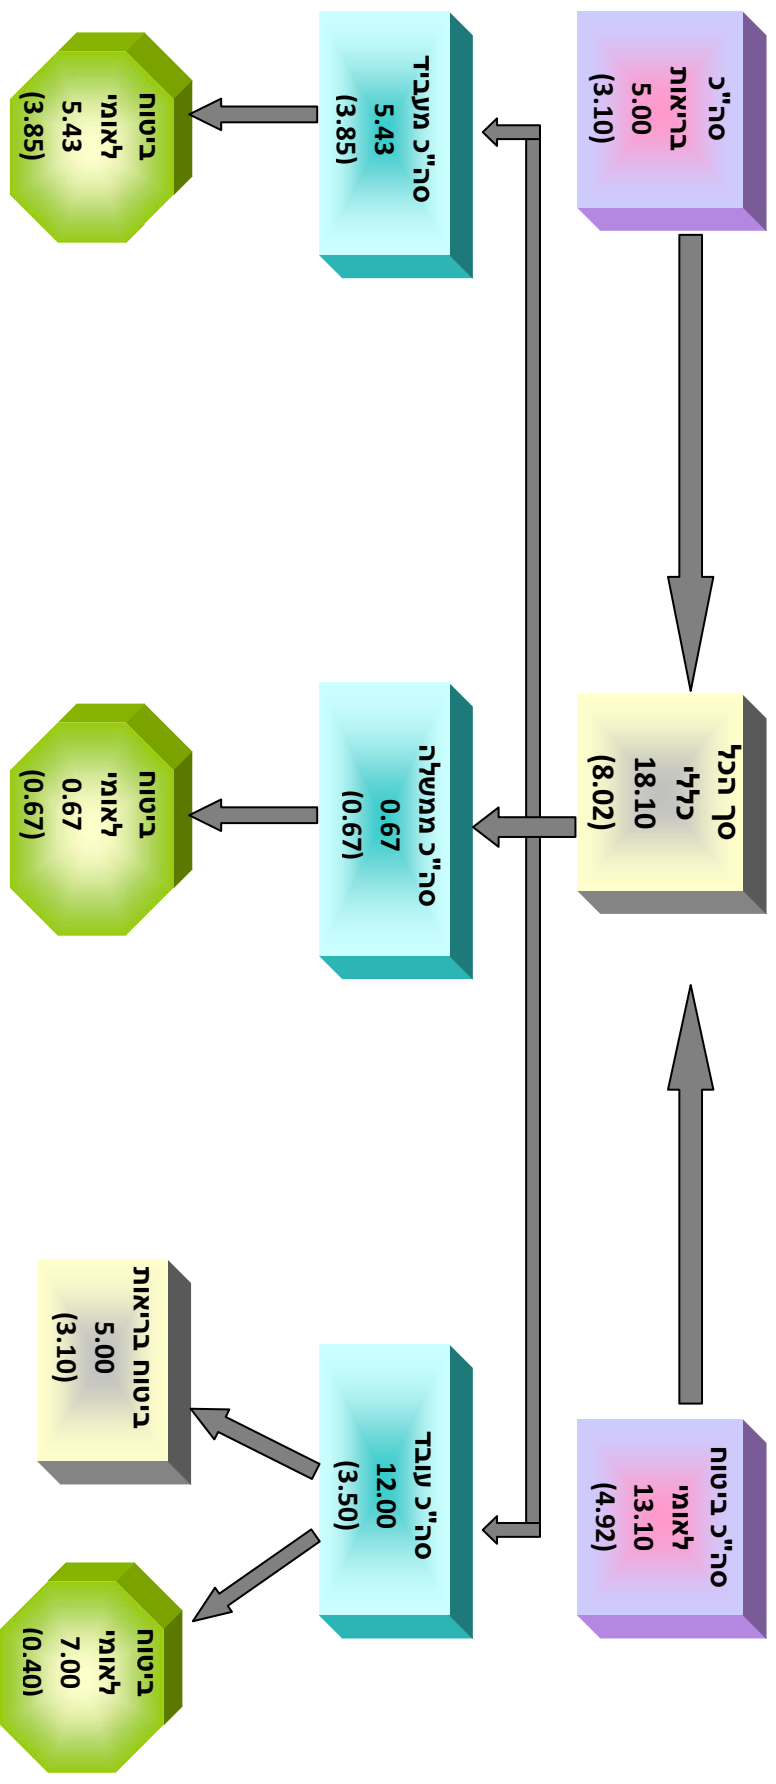 סה"כ ביטוח
לאומי
13.10
(4.92)
סך הכל
כללי
18.10
(8.02)
סה"כ
בריאות
5.00
(3.10)
סה"כ עובד
12.00
(3.50)
סה"כ ממשלה
0.67
(0.67)
סה"כ מעביד
5.43
(3.85)
ביטוח
לאומי
7.00
(0.40)
ביטוח בריאות
5.00
(3.10)
ביטוח
לאומי
0.67
(0.67)
ביטוח
לאומי
5.43
(3.85)